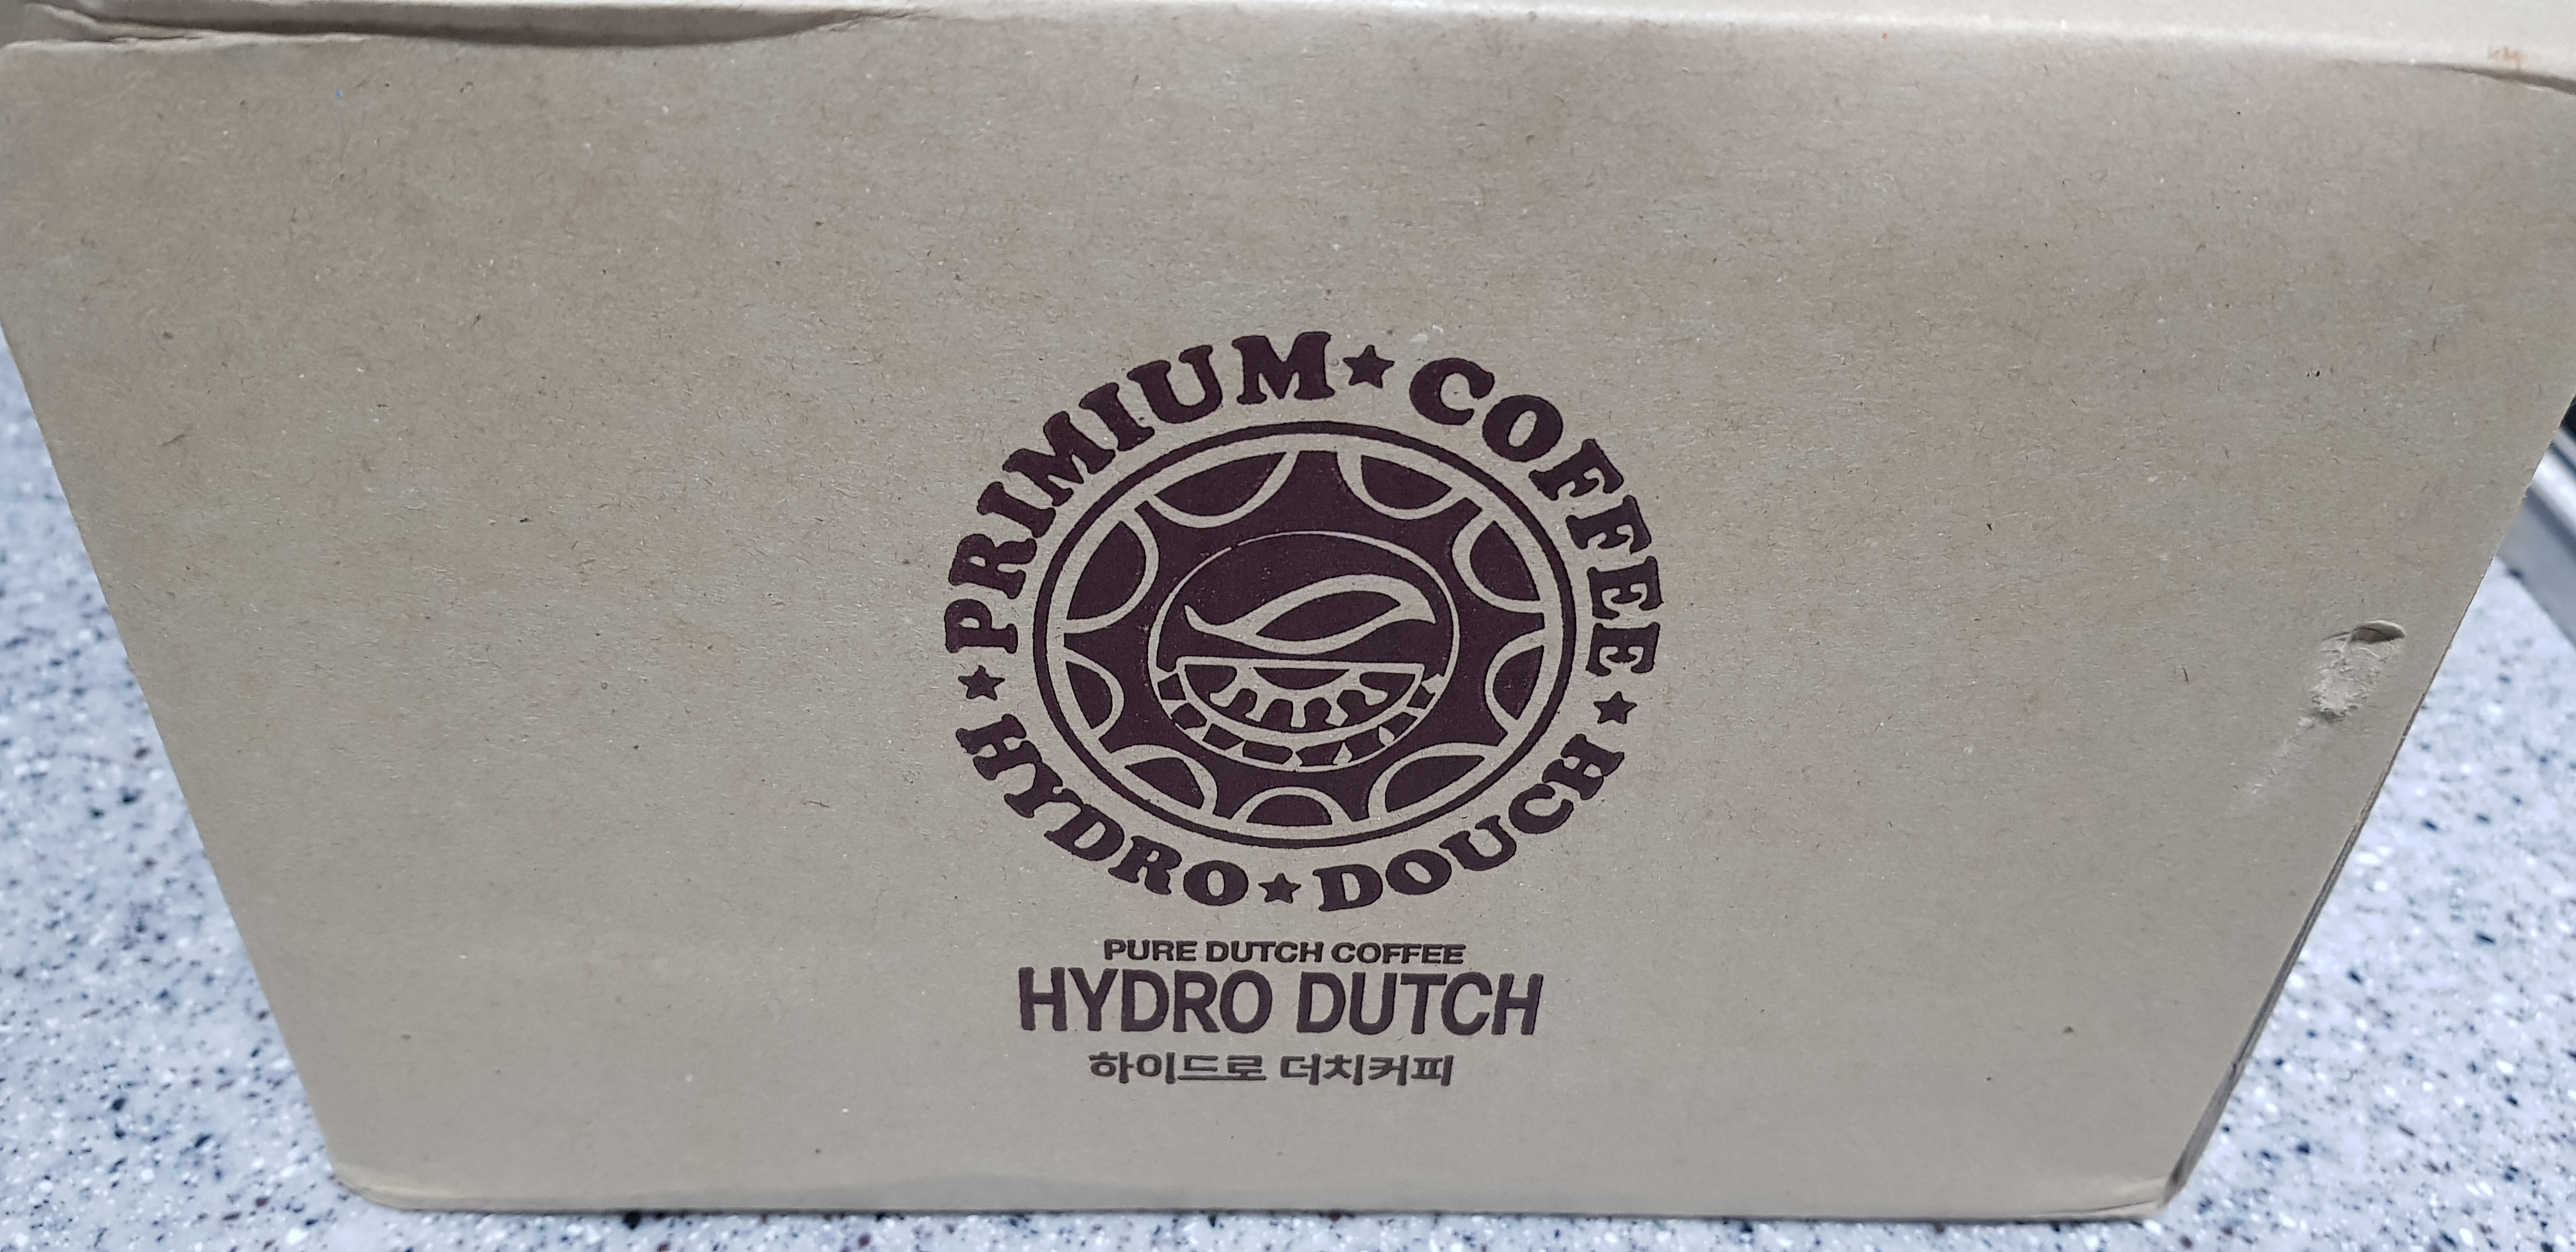 PRIMIUM★COFFEE
★HYDRO★DOUCH★
PURE DUTCH COFFEE
HYDRO DUTCH
하이드로 더치커피